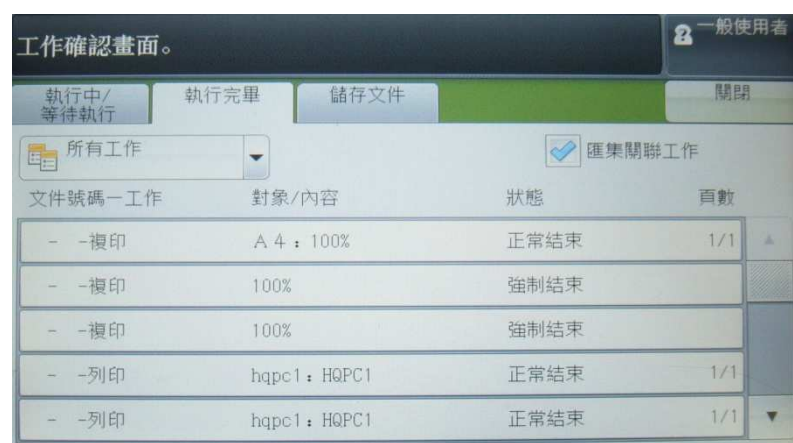 工作確認畫面。
一般使用者
執行中/
等待執行
執行完畢
儲存文件
關閉
所有工作
匯集關聯工作
文件號碼－工作 對象/內容 狀態 頁數
- -複印 A4：100% 正常結束 1/1
- -複印 100% 強制結束
- -複印 100% 強制結束
- -列印 hqpc1：HQPC1 正常結束 1/1
- -列印 hqpc1：HQPC1 正常結束 1/1